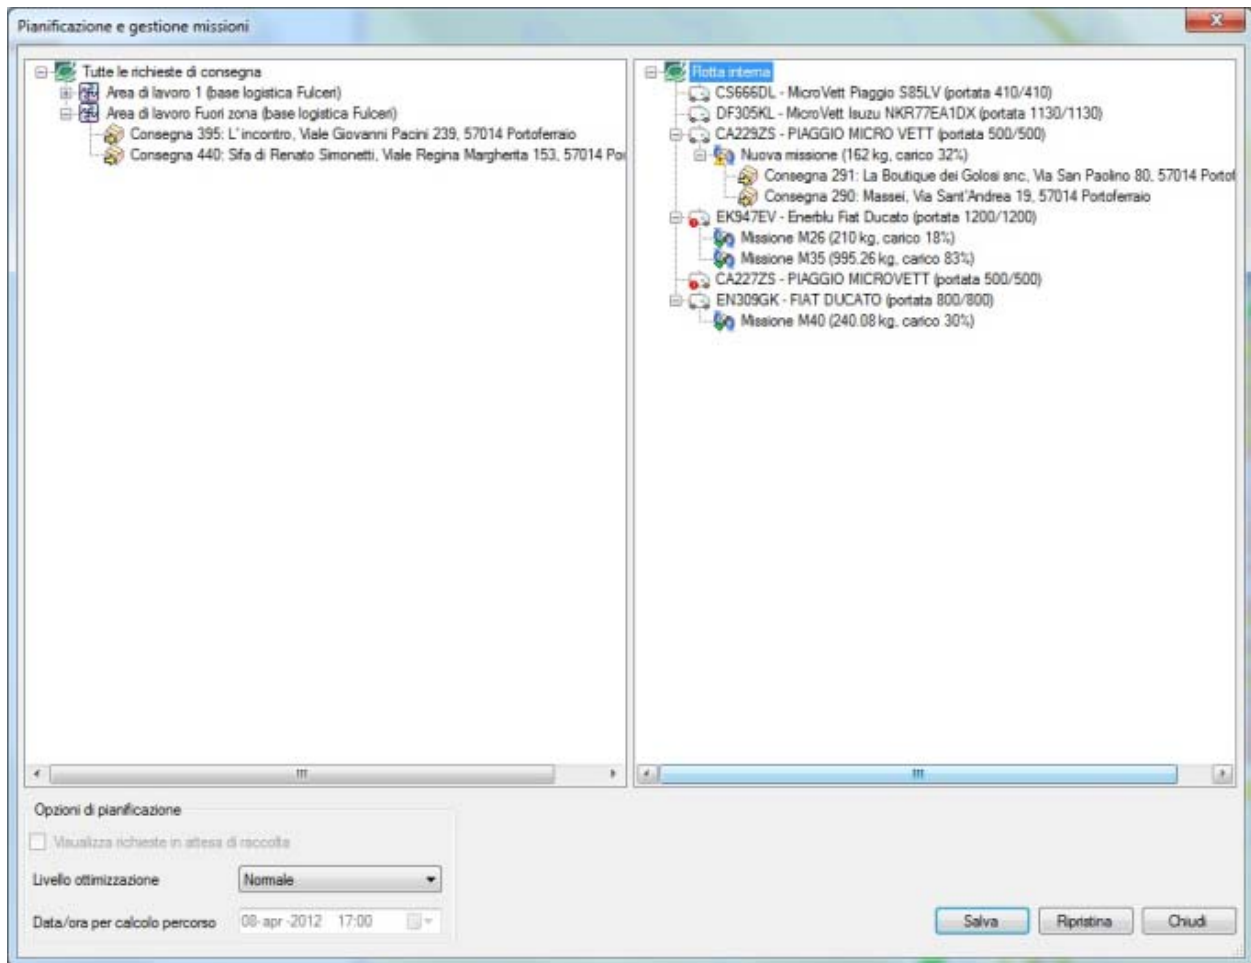 Pianificazione e gestione missioni
Tutte le richieste di consegna
Area di lavoro 1 (base logistica Fulceri)
Area di lavoro Fuori zona (base logistica Fulceri)
Consegna 395: L' incontro, Viale Giovanni Pacini 239, 57014 Portoferraio
Consegna 440: Sfa di Renato Simonetti, Viale Regina Margherita 153, 57014 Por
Flotta interna
CS666DL - MicroVett Piaggio S85LV (portata 410/410)
DF305KL - MicroVett Isuzu NKR77EA1DX (portata 1130/1130)
CA229ZS - PIAGGIO MICRO VETT (portata 500/500)
Nuova missione (162 kg, carico 32%)
Consegna 291: La Boutique dei Golosi snc, Via San Paolino 80, 57014 Portof
Consegna 290: Massei, Via Sant'Andrea 19, 57014 Portoferraio
EK947EV - Enerblu Fiat Ducato (portata 1200/1200)
Missione M26 (210 kg, carico 18%)
Missione M35 (995.26 kg, carico 83%)
CA227ZS - PIAGGIO MICROVETT (portata 500/500)
EN309GK - FIAT DUCATO (portata 800/800)
Missione M40 (240.08 kg, carico 30%)
Opzioni di pianificazione
Visualizza richieste in attesa di raccolta
Livello ottimizzazione
Normale
Data/ora per calcolo percorso
08-apr-2012 17:00
Salva
Ripristina
Chiudi